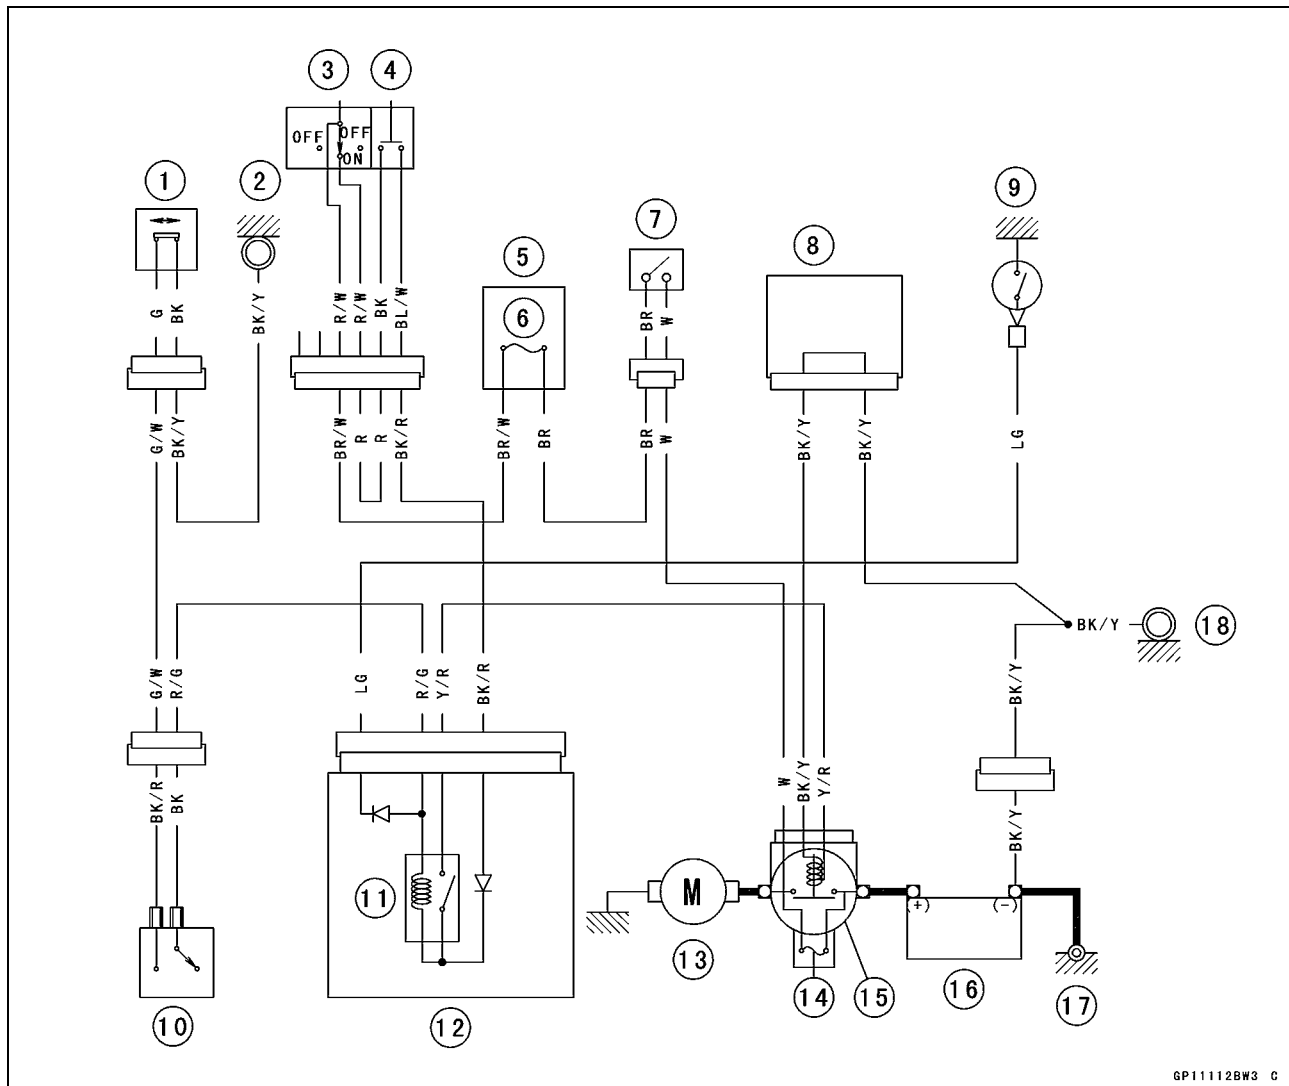 3 4
OFF OFF
ON
1 2
9
7
8
5
6
G BK BK/Y R/W R/W BK BL/W BR W
G/W BK/Y BR/W R R BK/R BR/W BR BR W BK/Y BK/Y LG
BK/Y 18
G/W R/G LG R/G Y/R BK/R BK/Y
W BK/Y Y/R
BK/R BK BK/Y
11 M (+) (-)
13 14 15 16 17
10 12
GP11112BW3 C